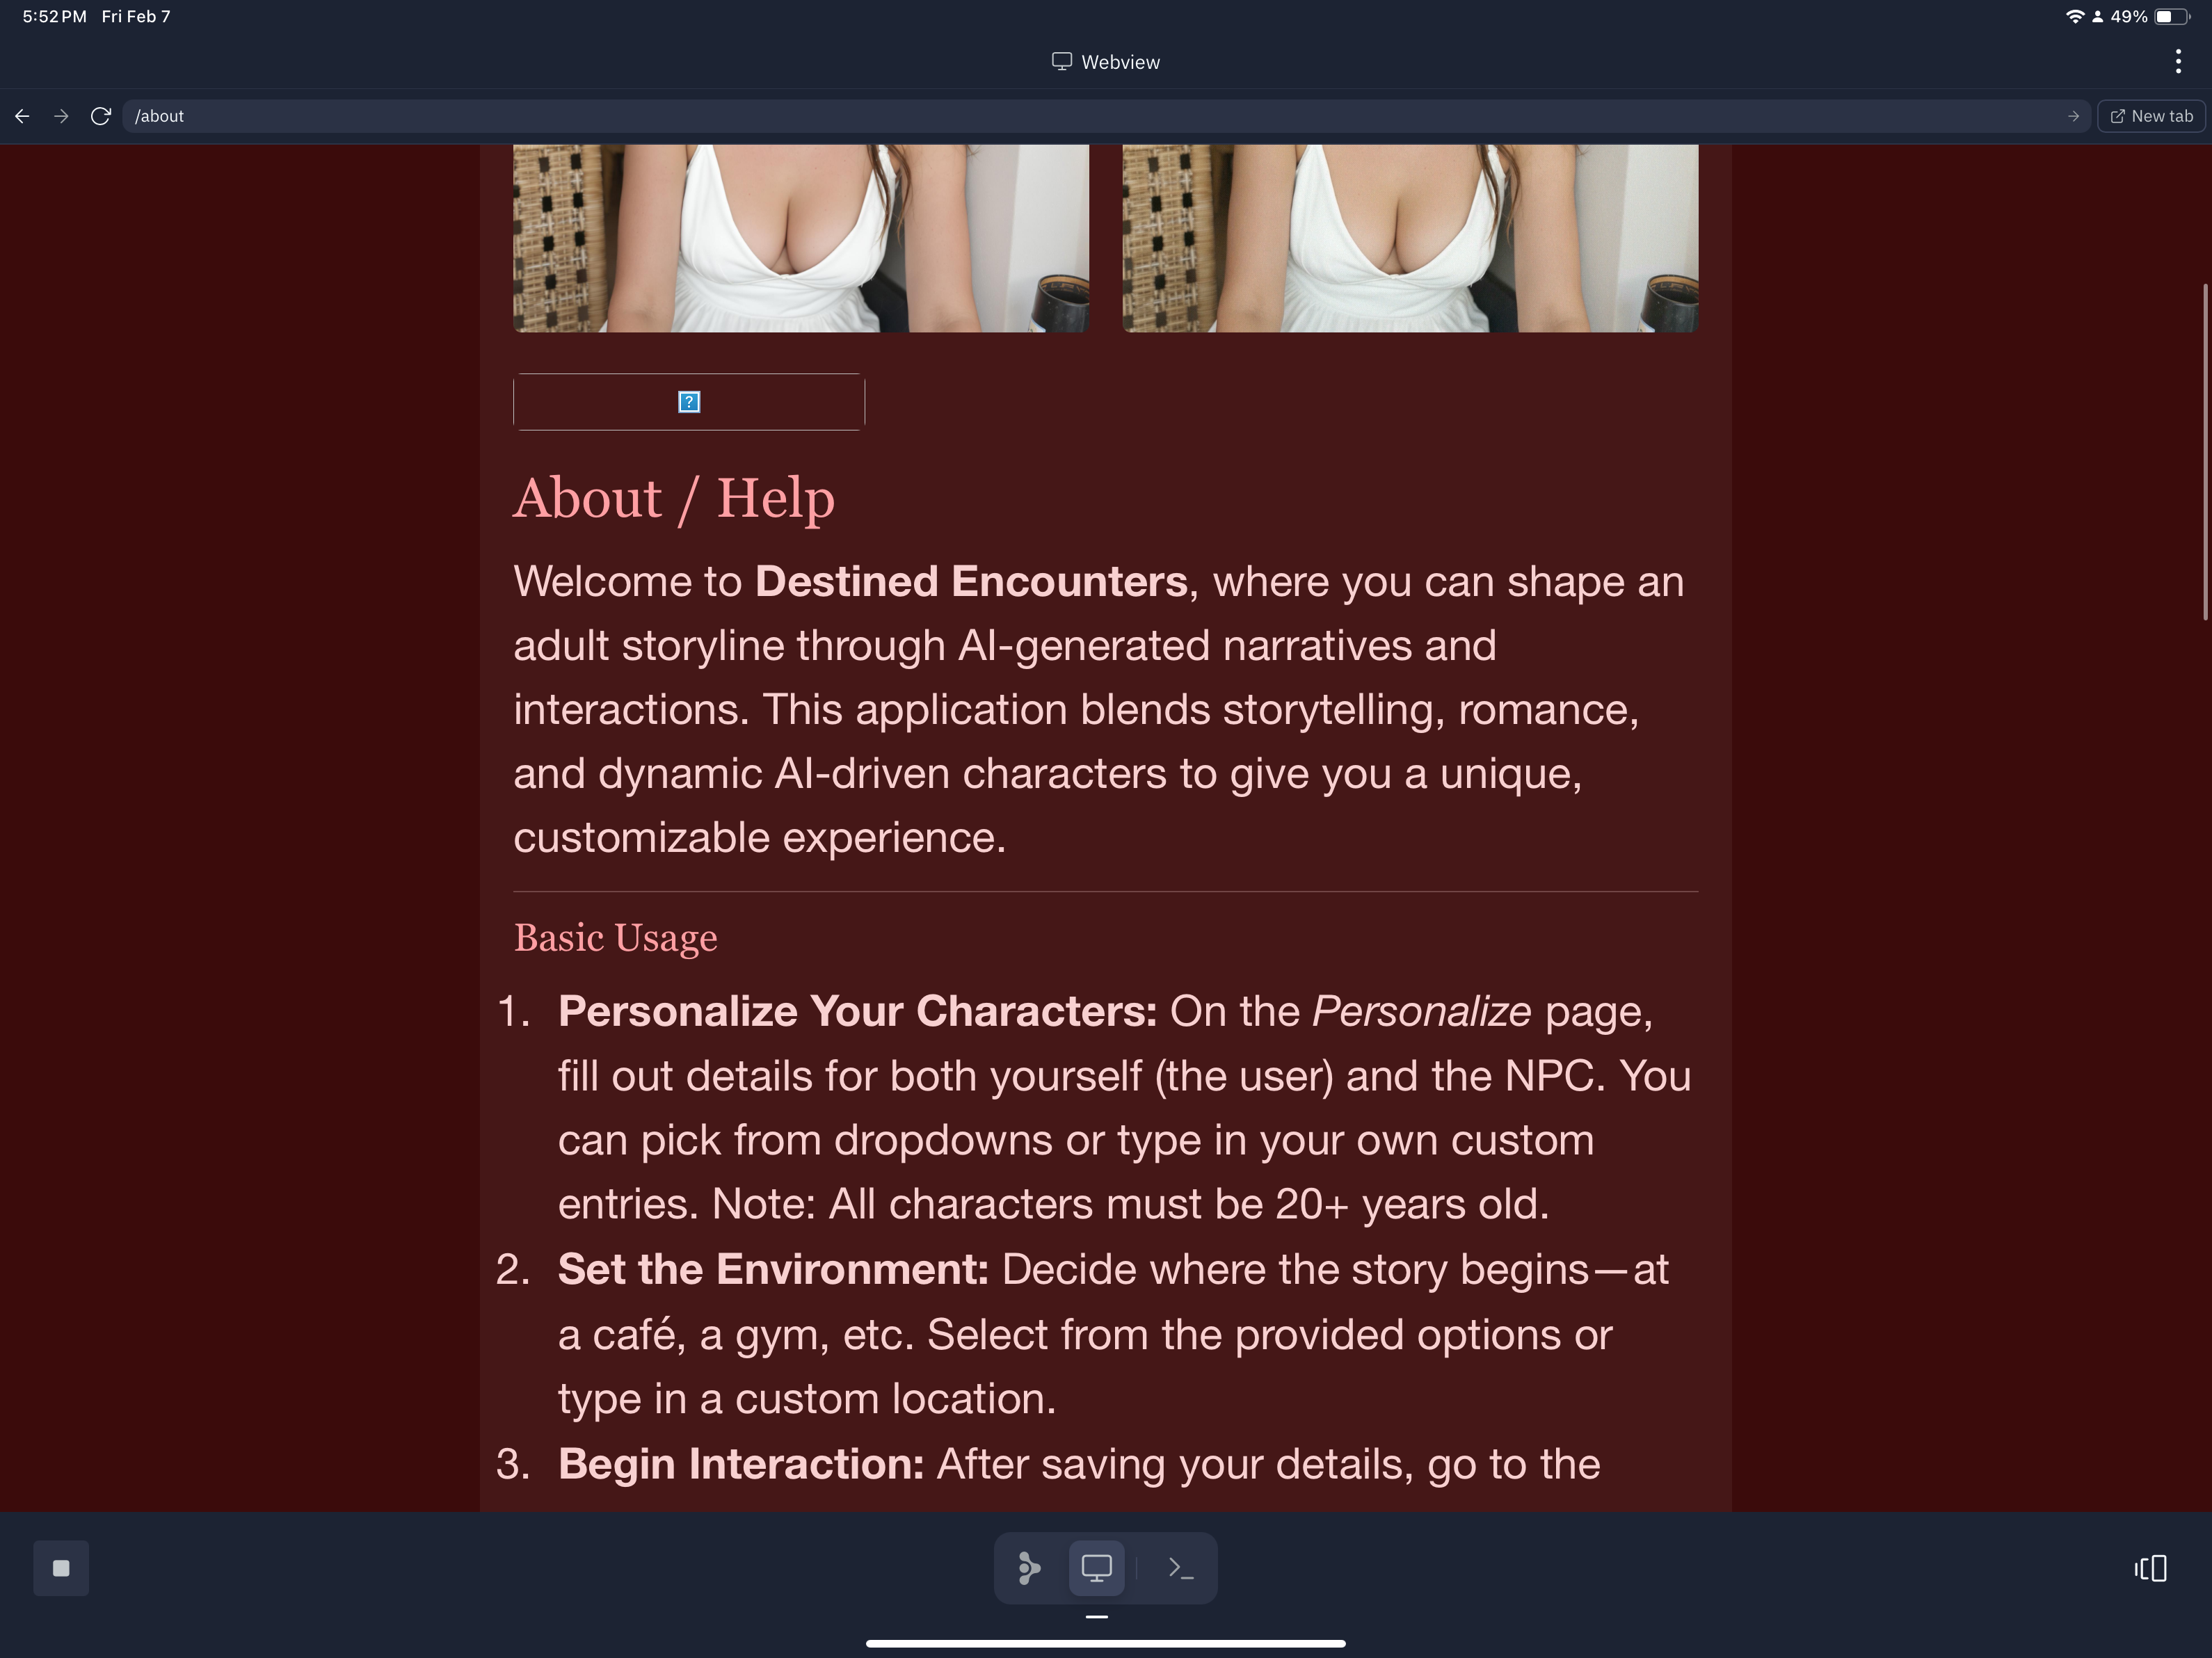 5:52 PM Fri Feb 7
49%
Webview
/about
New tab
?
About / Help
Welcome to Destined Encounters, where you can shape an
adult storyline through AI-generated narratives and
interactions. This application blends storytelling, romance,
and dynamic AI-driven characters to give you a unique,
customizable experience.
Basic Usage
1. Personalize Your Characters: On the Personalize page,
fill out details for both yourself (the user) and the NPC. You
can pick from dropdowns or type in your own custom
entries. Note: All characters must be 20+ years old.
2. Set the Environment: Decide where the story begins—at
a café, a gym, etc. Select from the provided options or
type in a custom location.
3. Begin Interaction: After saving your details, go to the